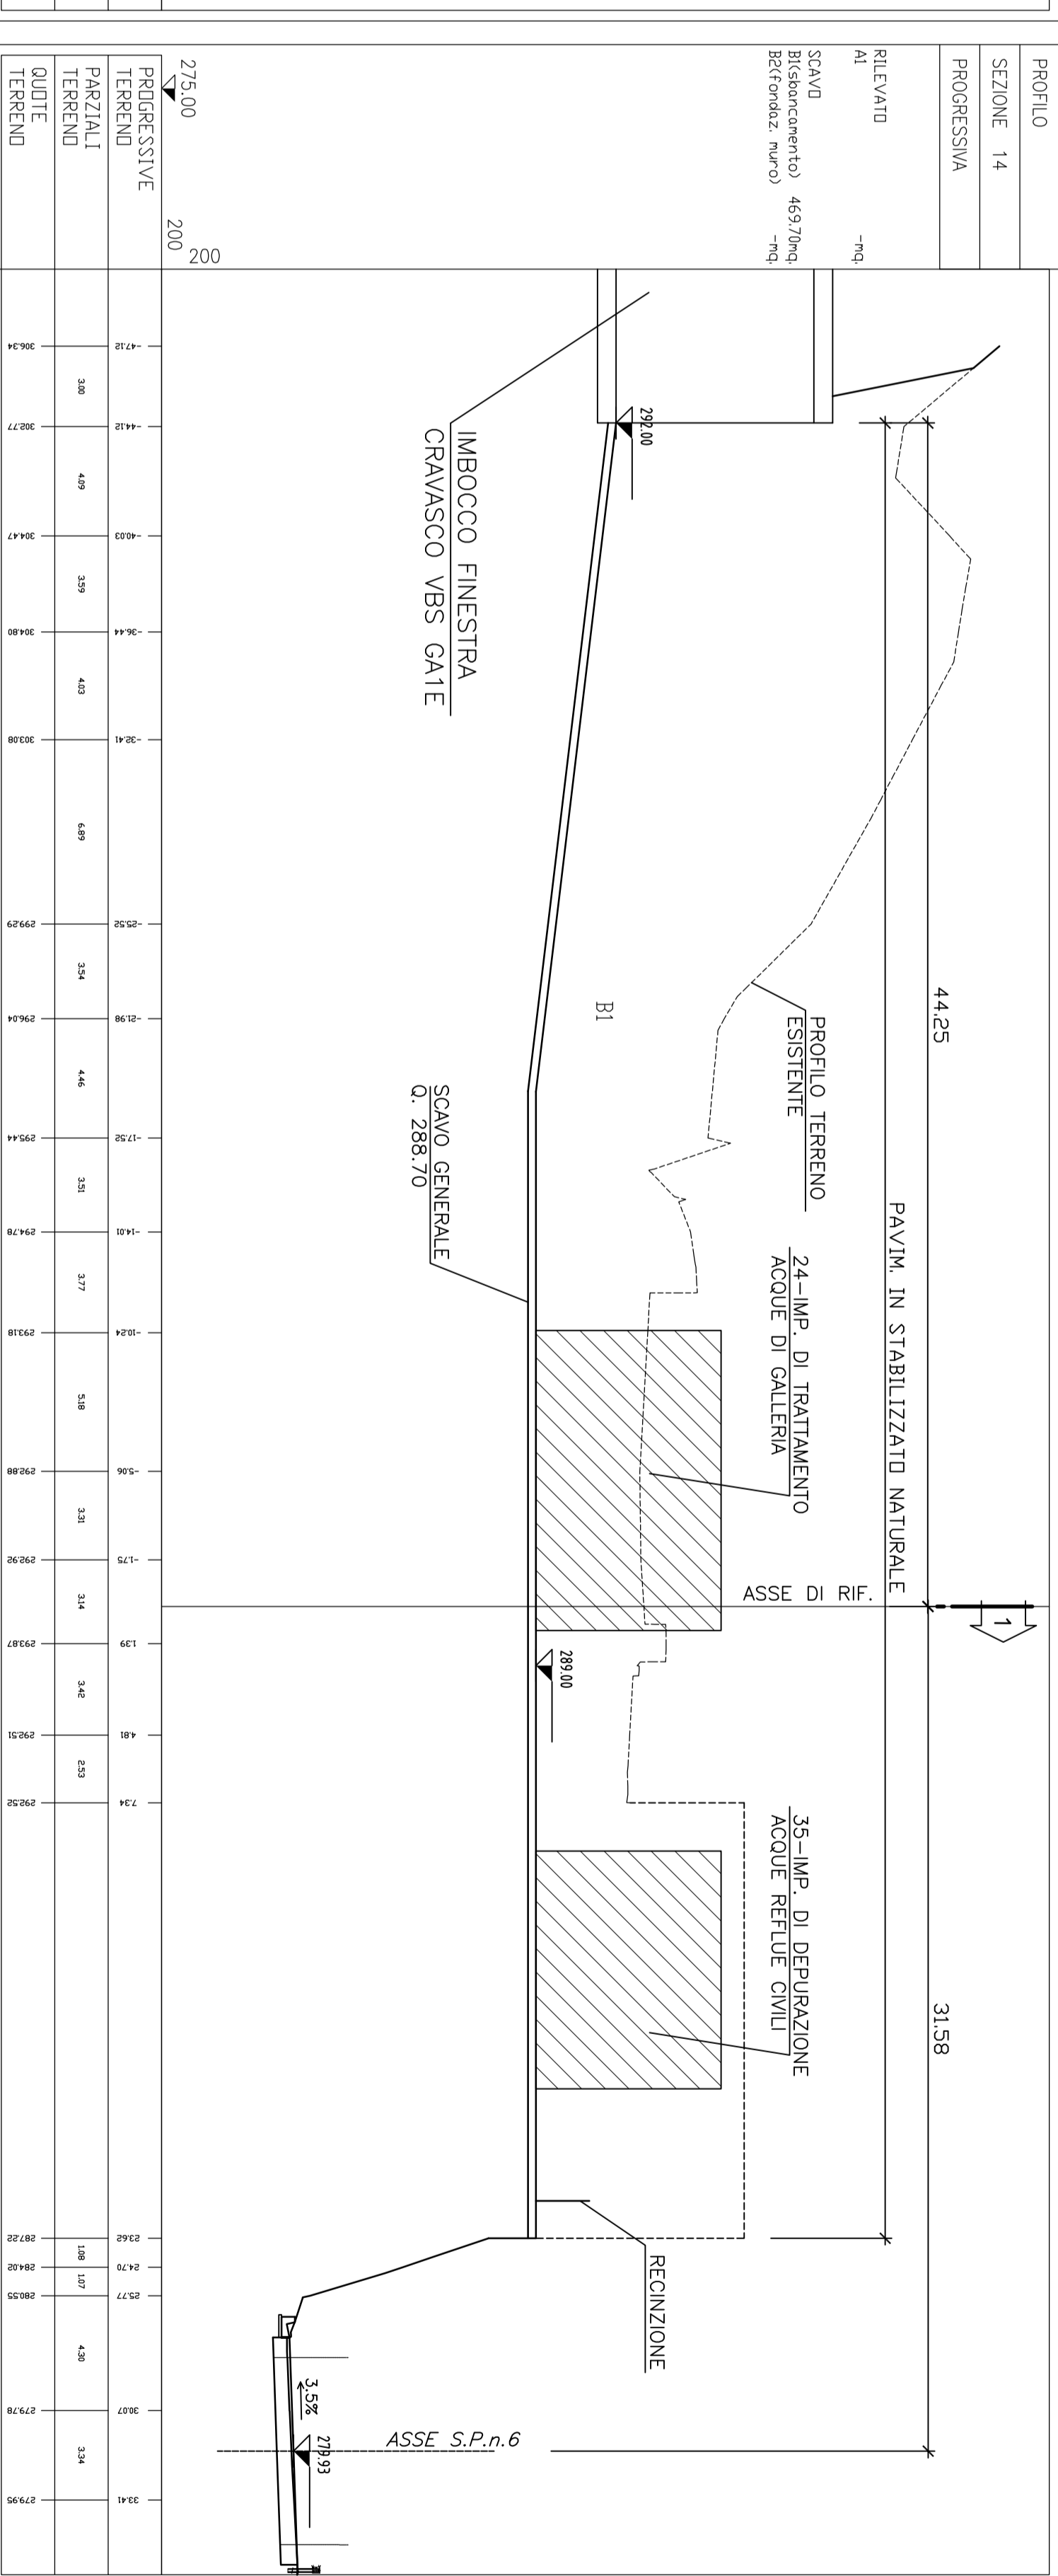 PROFILO
SEZIONE 14
PROGRESSIVA
RILEVATO
A1 -mq.
SCAVO
B1(sbancamento) 469.70mq.
B2(fondaz. muro) -mq.
200
200
275.00
PROGRESSIVE
TERRENO
PARZIALI
TERRENO
QUOTE
TERRENO
44.25
31.58
1
PAVIM. IN STABILIZZATO NATURALE
ASSE DI RIF.
PROFILO TERRENO
ESISTENTE
24-IMP. DI TRATTAMENTO
ACQUE DI GALLERIA
35-IMP. DI DEPURAZIONE
ACQUE REFLUE CIVILI
292.00
B1
289.00
RECINZIONE
IMBOCCO FINESTRA
CRAVASCO VBS GA1E
SCAVO GENERALE
Q. 288.70
ASSE S.P.n.6
3.5%
279.93
-47.12 -44.12 -40.03 -36.44 -32.41 -25.52 -21.98 -17.52 -14.01 -10.24 -5.06 -1.75 1.39 4.81 7.34 23.62 24.70 25.77 30.07 33.41
3.00 4.09 3.59 4.03 6.89 3.54 4.46 3.51 3.77 5.18 3.31 3.14 3.42 2.53 1.08 1.07 4.30 3.34
306.34 302.77 304.47 304.80 303.08 299.29 296.04 295.44 294.78 293.18 292.88 292.92 293.87 292.51 292.52 287.22 284.02 280.55 279.78 279.95